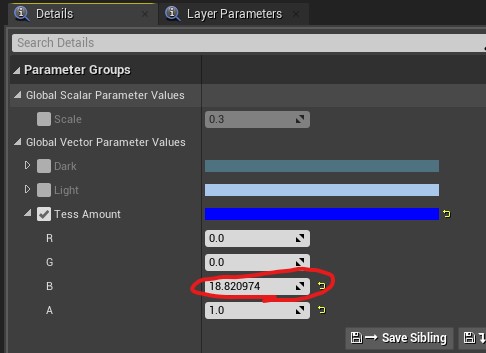 Details
Layer Parameters
Search Details
Parameter Groups
Global Scalar Parameter Values
Scale 0.3
Global Vector Parameter Values
Dark
Light
Tess Amount
R 0.0
G 0.0
B 18.820974
A 1.0
Save Sibling